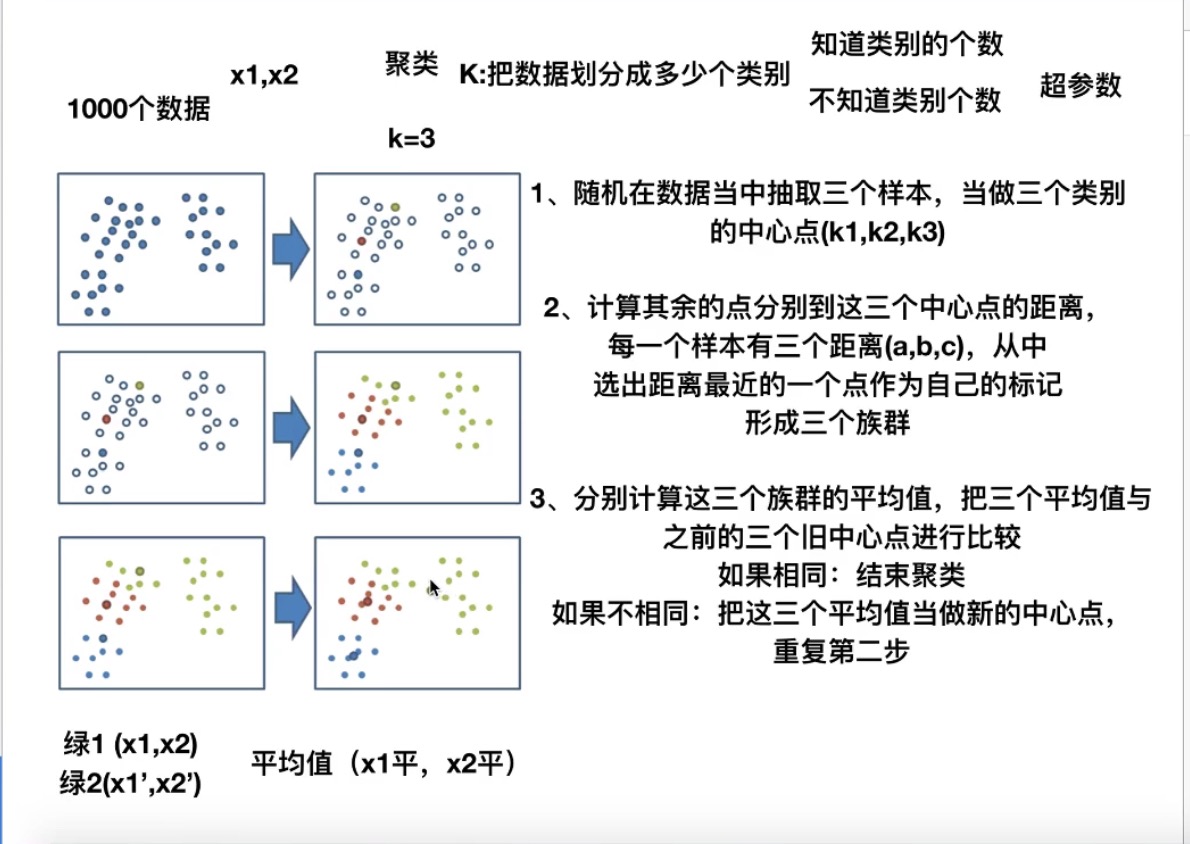 x1,x2
1000个数据
聚类
K:把数据划分成多少个类别
知道类别的个数
不知道类别个数
超参数
k=3
1、随机在数据当中抽取三个样本，当做三个类别
的中心点(k1,k2,k3)
2、计算其余的点分别到这三个中心点的距离，
每一个样本有三个距离(a,b,c)，从中
选出距离最近的一个点作为自己的标记
形成三个族群
3、分别计算这三个族群的平均值，把三个平均值与
之前的三个旧中心点进行比较
如果相同：结束聚类
如果不相同：把这三个平均值当做新的中心点，
重复第二步
绿1 (x1,x2)
绿2(x1’,x2’)
平均值（x1平，x2平）